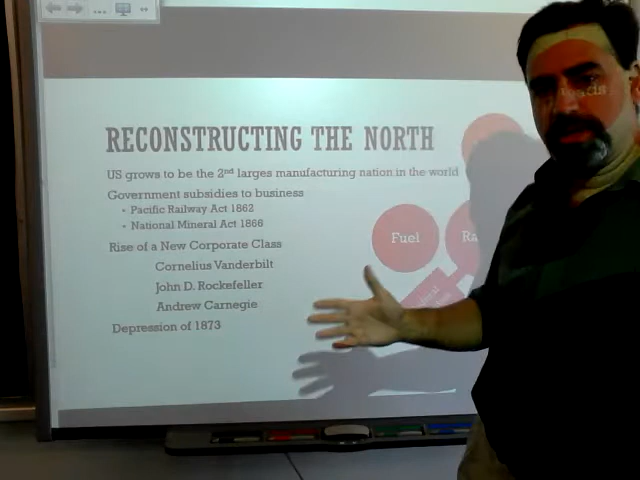 RECONSTRUCTING THE NORTH
US grows to be the 2nd larges manufacturing nation in the world
Government subsidies to business
• Pacific Railway Act 1862
• National Mineral Act 1866
Rise of a New Corporate Class
Cornelius Vanderbilt
John D. Rockefeller
Andrew Carnegie
Depression of 1873
Fuel